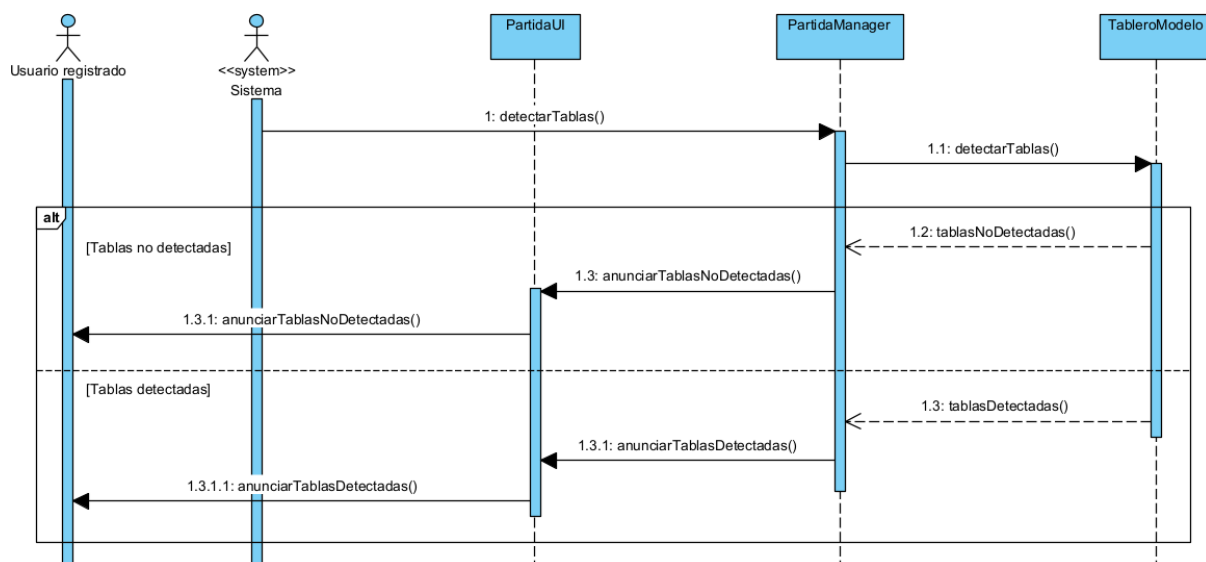 PartidaUI
PartidaManager
TableroModelo
Usuario registrado
<<system>>
Sistema
1: detectarTablas()
1.1: detectarTablas()
alt
[Tablas no detectadas]
1.2: tablasNoDetectadas()
1.3: anunciarTablasNoDetectadas()
1.3.1: anunciarTablasNoDetectadas()
[Tablas detectadas]
1.3: tablasDetectadas()
1.3.1: anunciarTablasDetectadas()
1.3.1.1: anunciarTablasDetectadas()